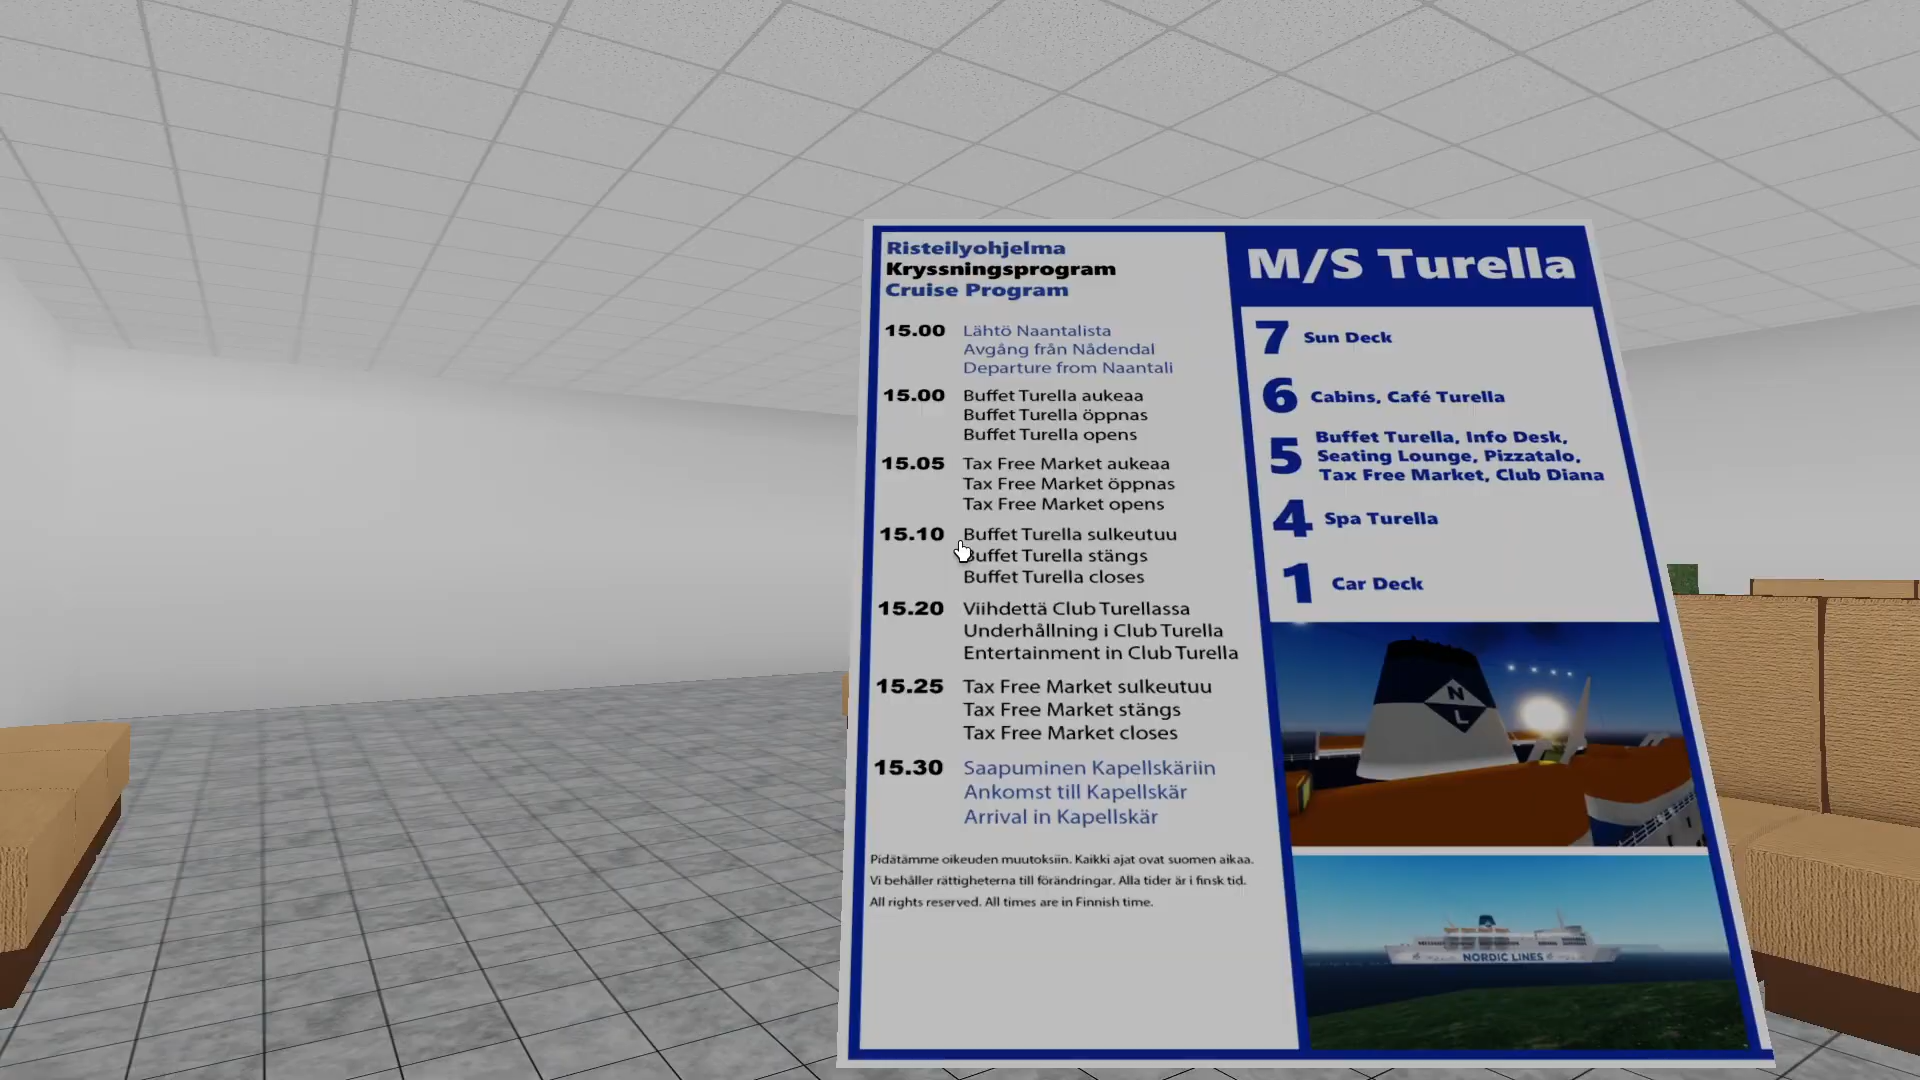 Risteilyohjelma
Kryssningsprogram
Cruise Program
15.00 Lähtö Naantalista
Avgång från Nådendal
Departure from Naantali
15.00 Buffet Turella aukeaa
Buffet Turella öppnas
Buffet Turella opens
15.05 Tax Free Market aukeaa
Tax Free Market öppnas
Tax Free Market opens
15.10 Buffet Turella sulkeutuu
Buffet Turella stängs
Buffet Turella closes
15.20 Viihdettä Club Turellassa
Underhållning i Club Turella
Entertainment in Club Turella
15.25 Tax Free Market sulkeutuu
Tax Free Market stängs
Tax Free Market closes
15.30 Saapuminen Kapellskäriin
Ankomst till Kapellskär
Arrival in Kapellskär
Pidätämme oikeuden muutoksiin. Kaikki ajat ovat suomen aikaa.
Vi behåller rättigheterna till förändringar. Alla tider är i finsk tid.
All rights reserved. All times are in Finnish time.
M/S Turella
7 Sun Deck
6 Cabins, Café Turella
5 Buffet Turella, Info Desk,
Seating Lounge, Pizzatalo,
Tax Free Market, Club Diana
4 Spa Turella
1 Car Deck
N
L
NORDIC LINES